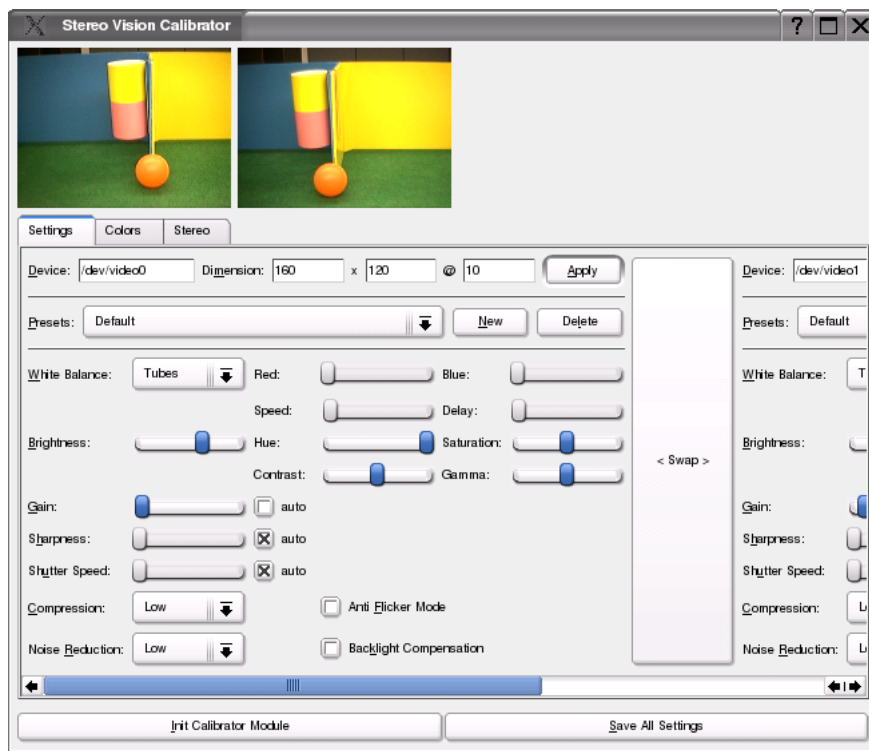 Stereo Vision Calibrator
Settings Colors Stereo
Device: /dev/video0 Dimension: 160 x 120 @ 10 Apply Device: /dev/video1
Presets: Default New Delete Presets: Default
White Balance: Tubes Red: Blue: White Balance: T
Speed: Delay:
Brightness: Hue: Saturation: Brightness:
Contrast: Gamma:
< Swap >
Gain: auto Gain:
Sharpness: auto Sharpness:
Shutter Speed: auto Shutter Speed:
Compression: Low Anti Flicker Mode Compression:
Noise Reduction: Low Backlight Compensation Noise Reduction:
Init Calibrator Module Save All Settings